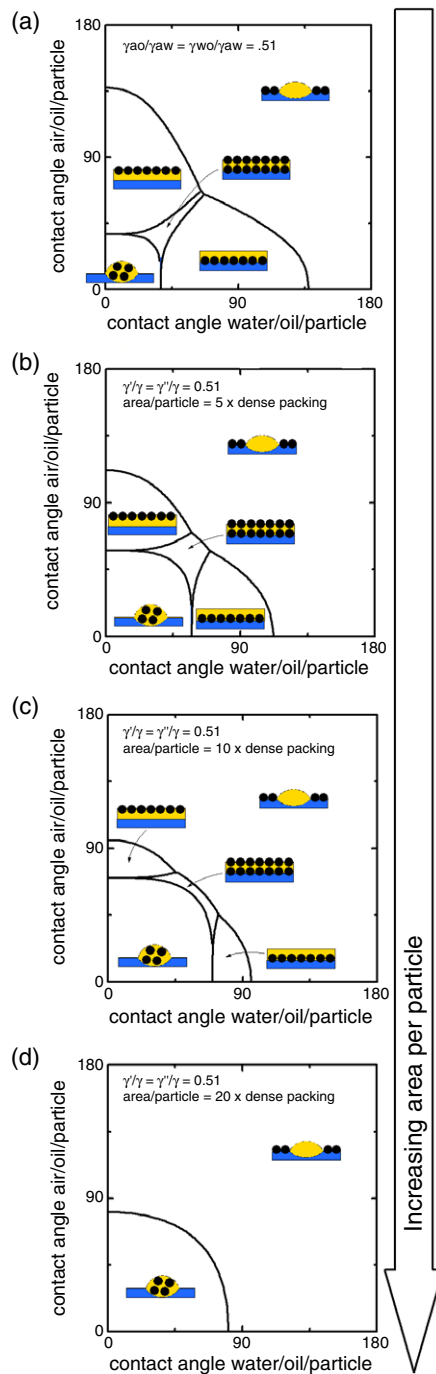 (a)
180
γao/γaw = γwo/γaw = .51
90
0
0
90
180
contact angle air/oil/particle
contact angle water/oil/particle
(b)
180
γ'/γ = γ"/γ = 0.51
area/particle = 5 x dense packing
90
0
0
90
180
contact angle air/oil/particle
contact angle water/oil/particle
(c)
180
γ'/γ = γ"/γ = 0.51
area/particle = 10 x dense packing
90
0
0
90
180
contact angle air/oil/particle
contact angle water/oil/particle
(d)
180
γ'/γ = γ"/γ = 0.51
area/particle = 20 x dense packing
90
0
0
90
180
contact angle air/oil/particle
contact angle water/oil/particle
Increasing area per particle